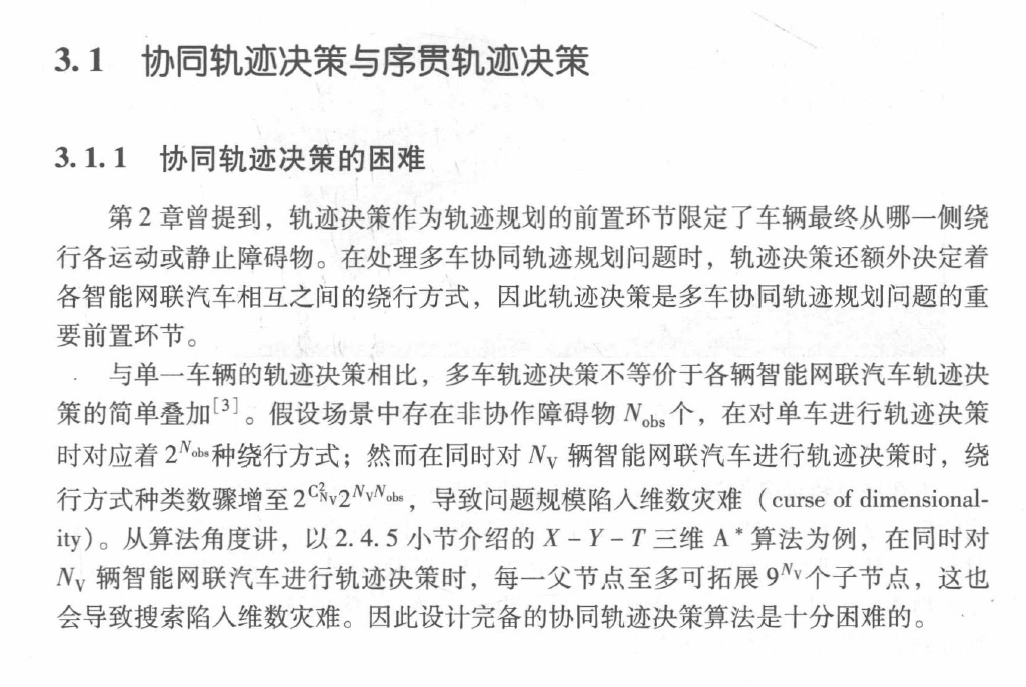 3.1 协同轨迹决策与序贯轨迹决策
3.1.1 协同轨迹决策的困难
第2章曾提到，轨迹决策作为轨迹规划的前置环节限定了车辆最终从哪一侧绕
行各运动或静止障碍物。在处理多车协同轨迹规划问题时，轨迹决策还额外决定着
各智能网联汽车相互之间的绕行方式，因此轨迹决策是多车协同轨迹规划问题的重
要前置环节。
与单一车辆的轨迹决策相比，多车轨迹决策不等价于各辆智能网联汽车轨迹决
策的简单叠加[3]。假设场景中存在非协作障碍物 N_obs 个，在对单车进行轨迹决策
时对应着 2^{N_obs} 种绕行方式；然而在同时对 N_V 辆智能网联汽车进行轨迹决策时，绕
行方式种类数骤增至 2^{C^2_{N_V}} 2^{N_V N_obs}，导致问题规模陷入维数灾难（curse of dimensional-
ity）。从算法角度讲，以 2.4.5 小节介绍的 X－Y－T 三维 A* 算法为例，在同时对
N_V 辆智能网联汽车进行轨迹决策时，每一父节点至多可拓展 9^{N_V} 个子节点，这也
会导致搜索陷入维数灾难。因此设计完备的协同轨迹决策算法是十分困难的。